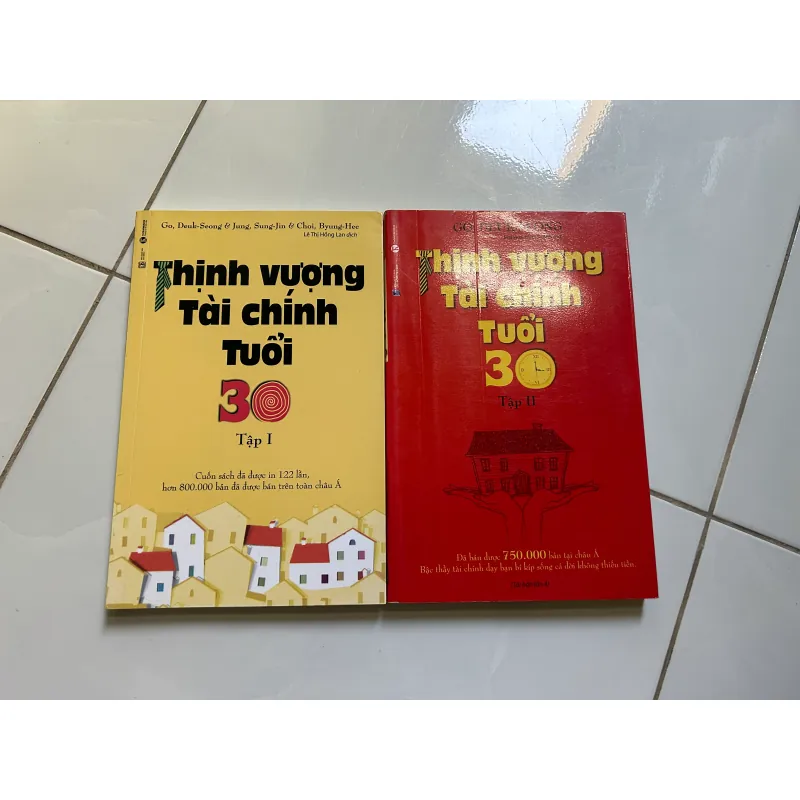 Go, Deuk-Seong & Jung, Sung-Jin & Choi, Byung-Hee
Lê Thị Hồng Lan dịch
Thịnh vượng
Tài chính
Tuổi
30
Tập I
Cuốn sách đã được in 122 lần,
hơn 800.000 bản đã được bán trên toàn châu Á
GO, DEUK-SEONG
Thịnh vượng
Tài chính
Tuổi
30
Tập II
Đã bán được 750.000 bản tại châu Á
Bậc thầy tài chính dạy bạn bí kíp sống cả đời không thiếu tiền.